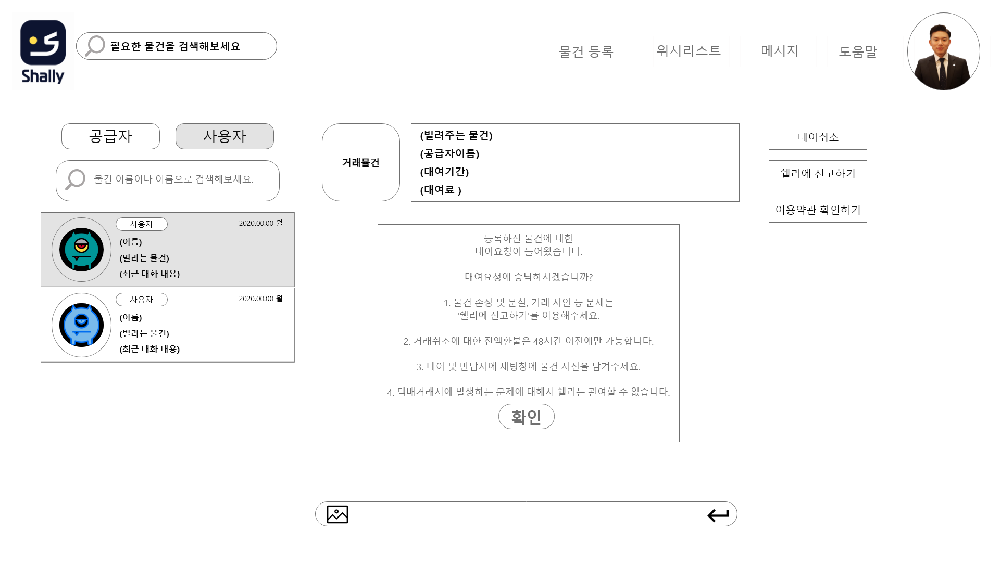 Shally
필요한 물건을 검색해보세요
물건 등록
위시리스트
메시지
도움말
공급자
사용자
물건 이름이나 이름으로 검색해보세요.
사용자
2020.00.00 월
(이름)
(빌리는 물건)
(최근 대화 내용)
사용자
2020.00.00 월
(이름)
(빌리는 물건)
(최근 대화 내용)
거래물건
(빌려주는 물건)
(공급자이름)
(대여기간)
(대여료 )
등록하신 물건에 대한
대여요청이 들어왔습니다.
대여요청에 승낙하시겠습니까?
1. 물건 손상 및 분실, 거래 지연 등 문제는
'쉘리에 신고하기'를 이용해주세요.
2. 거래취소에 대한 전액환불은 48시간 이전에만 가능합니다.
3. 대여 및 반납시에 채팅창에 물건 사진을 남겨주세요.
4. 택배거래시에 발생하는 문제에 대해서 쉘리는 관여할 수 없습니다.
확인
대여취소
쉘리에 신고하기
이용약관 확인하기